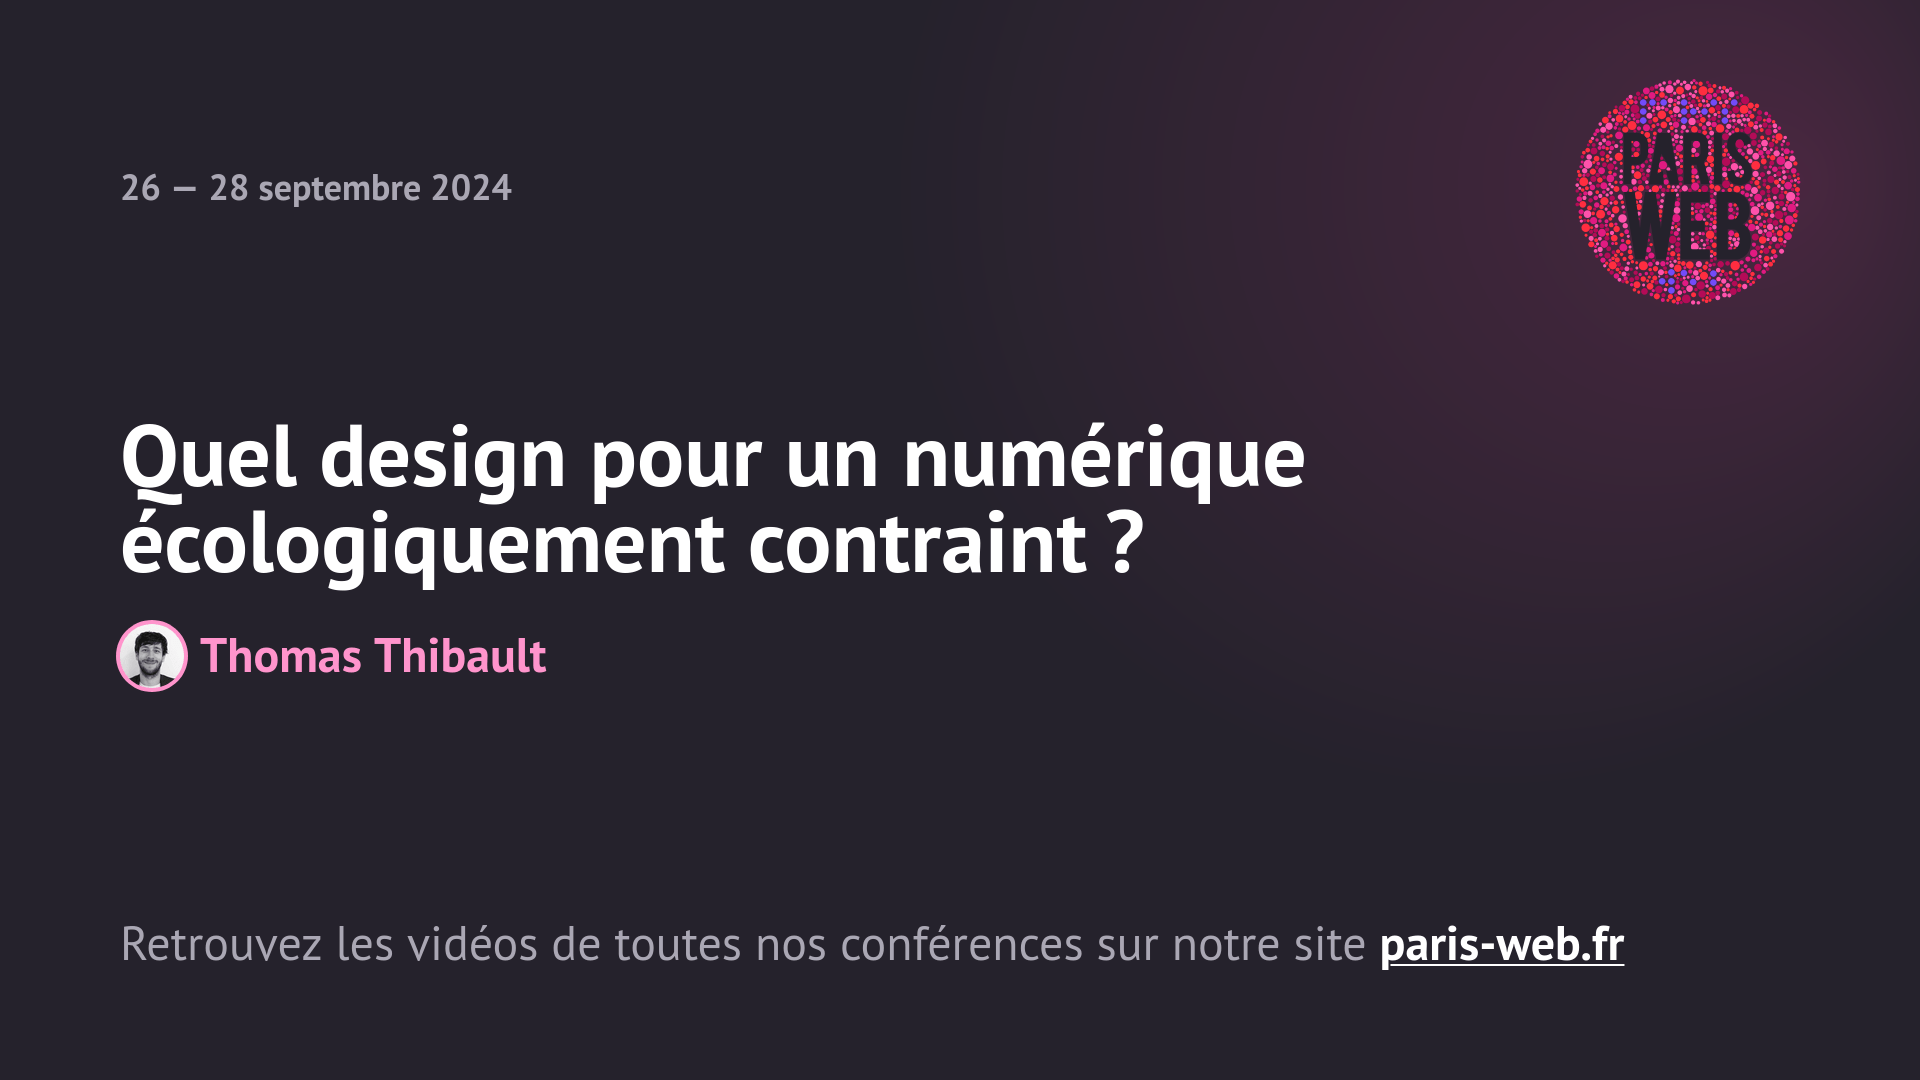 26 — 28 septembre 2024
PARIS
WEB
Quel design pour un numérique
écologiquement contraint ?
Thomas Thibault
Retrouvez les vidéos de toutes nos conférences sur notre site paris-web.fr